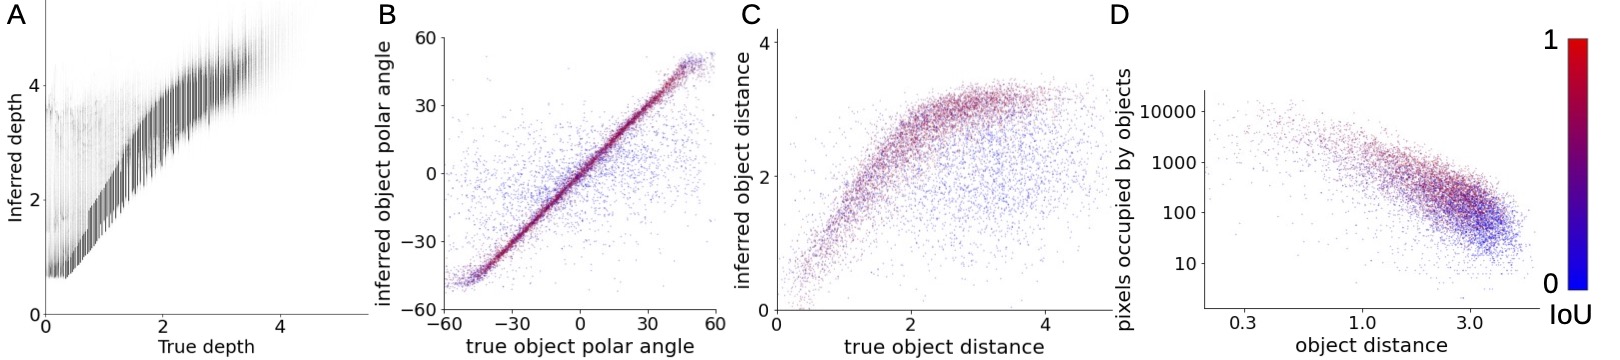 A
Inferred depth
4
2
0
0 2 4
True depth
B
inferred object polar angle
60
30
0
−30
−60
−60 −30 0 30 60
true object polar angle
C
inferred object distance
4
2
0
0 2 4
true object distance
D
pixels occupied by objects
10000
1000
100
10
0.3 1.0 3.0
object distance
1
0
IoU